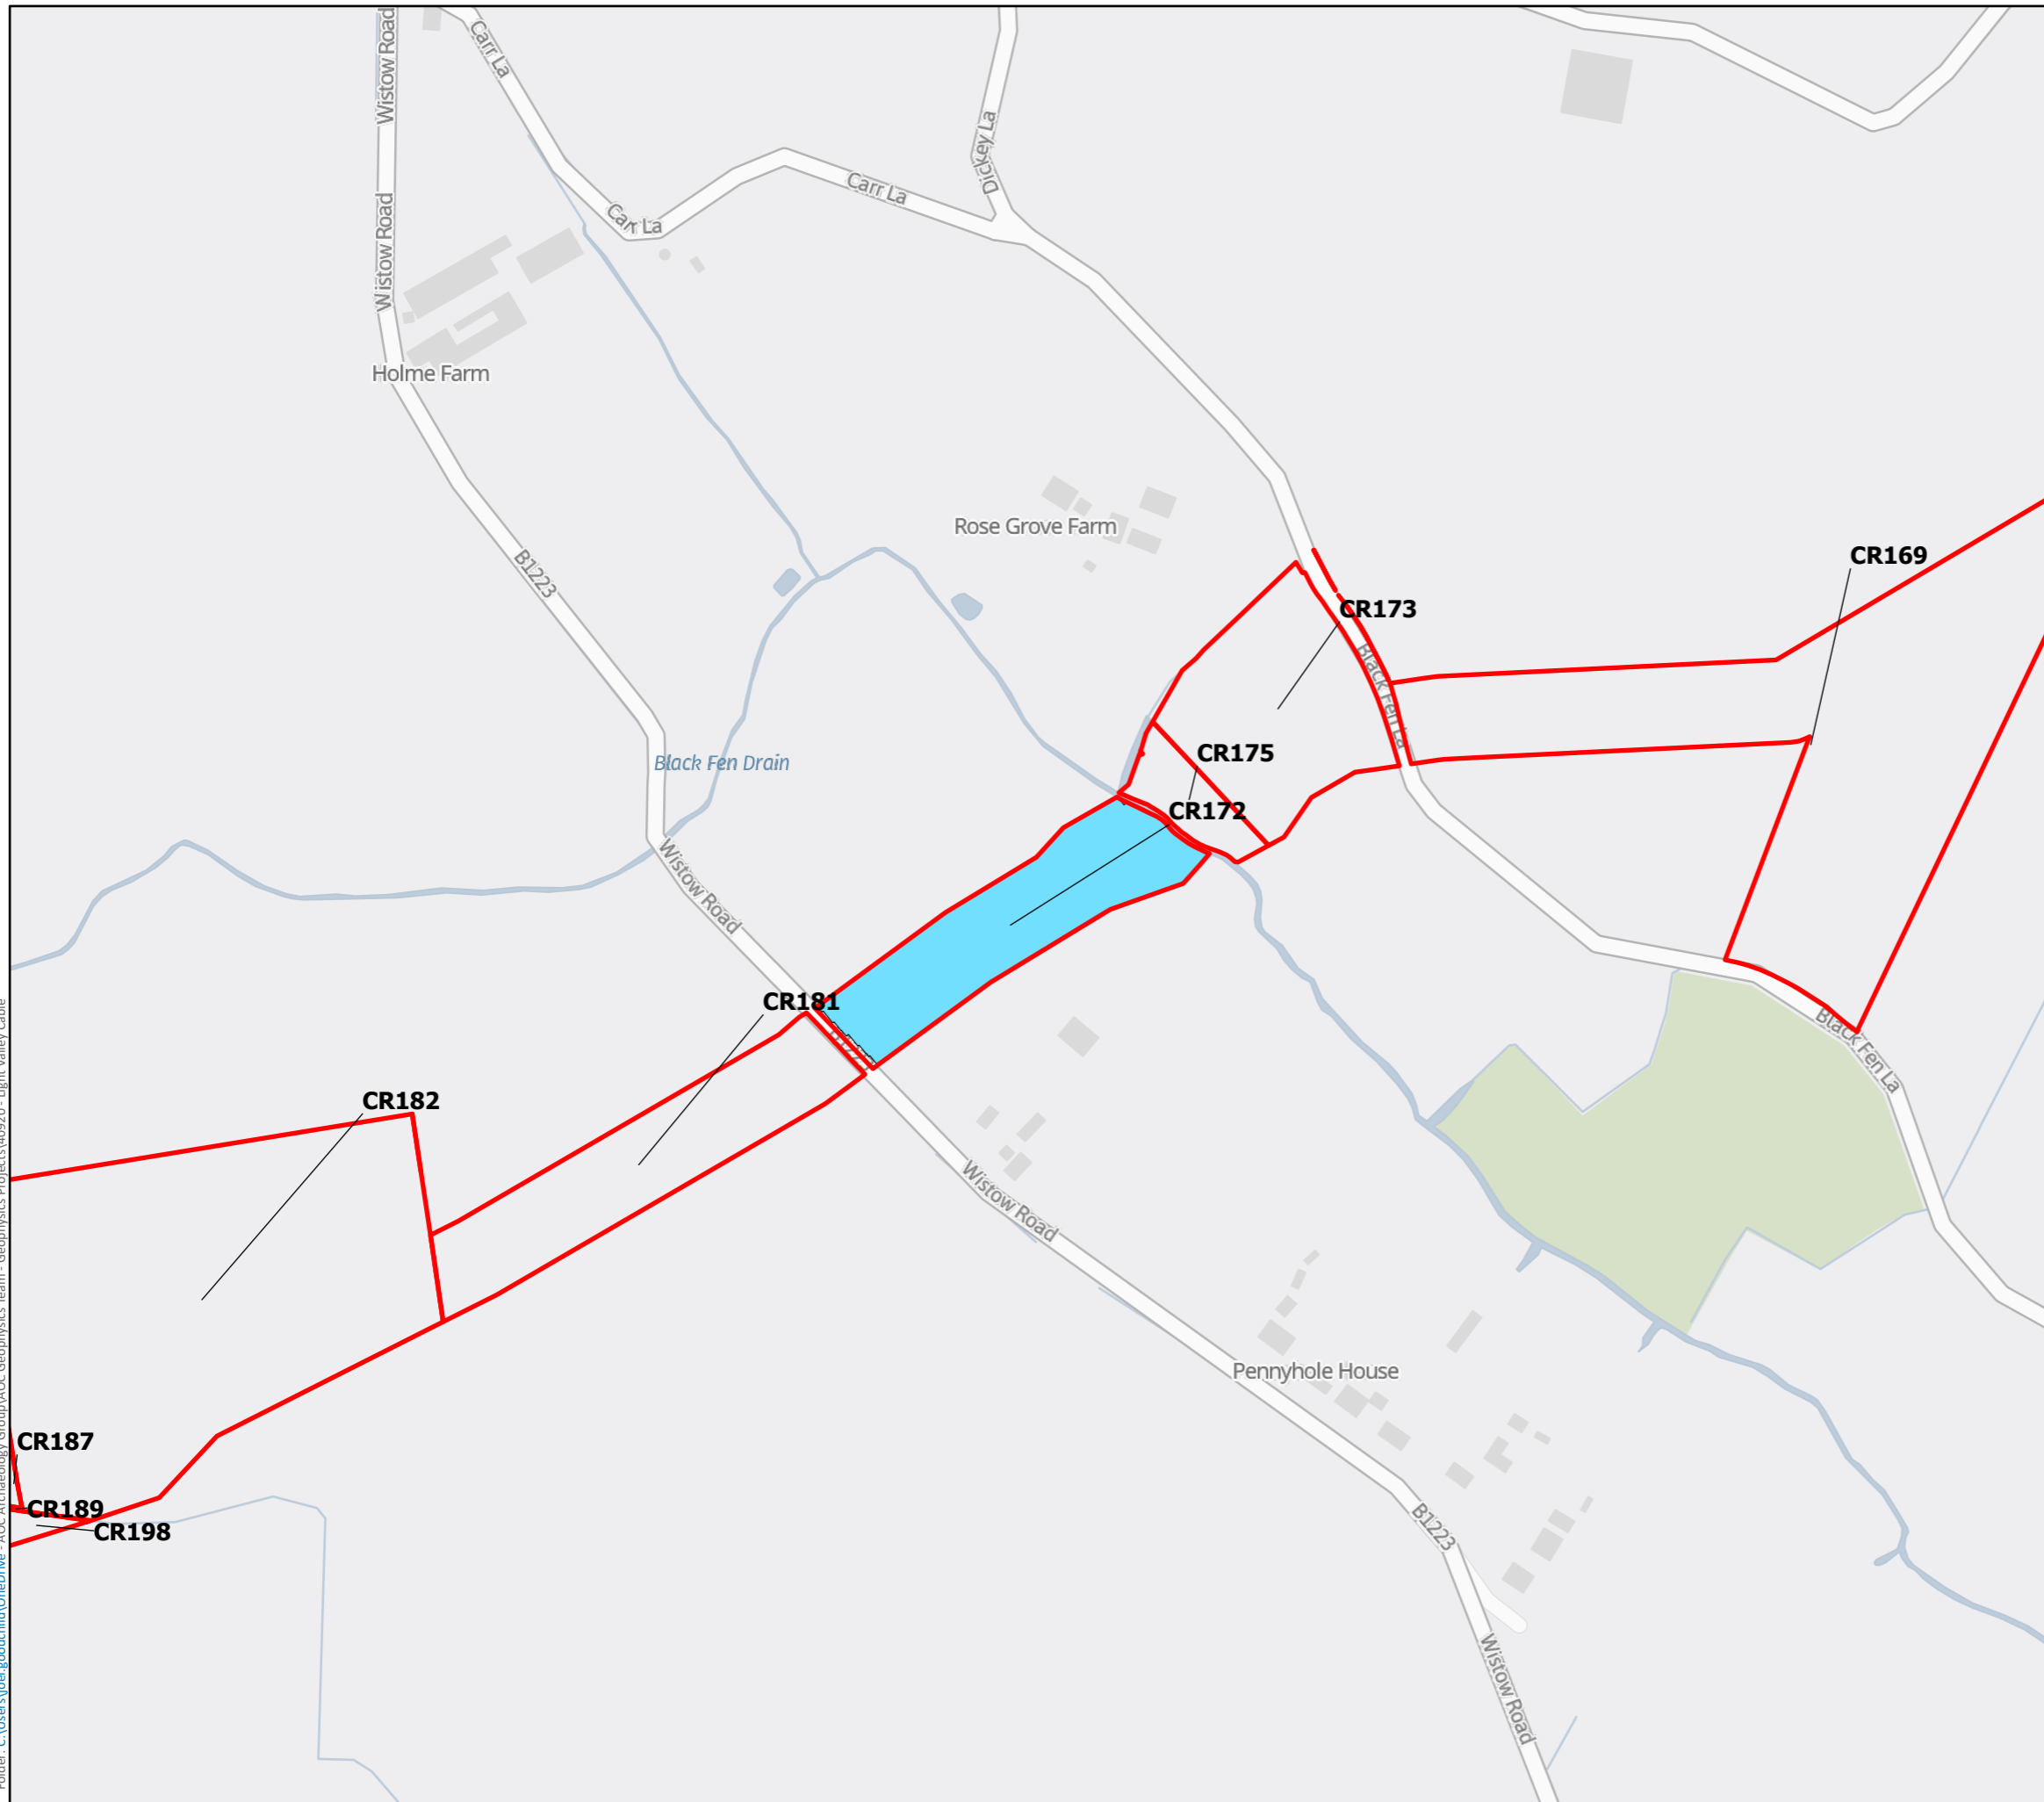 Wistow Road
Carr La
Dickey La
Carr La
Carr La
Wistow Road
Holme Farm
Rose Grove Farm
B1223
CR169
CR173
Black Fen La
CR175
Black Fen Drain
CR172
Wistow Road
CR181
Black Fen La
CR182
Wistow Road
Pennyhole House
CR187
CR189
CR198
B1223
Wistow Road